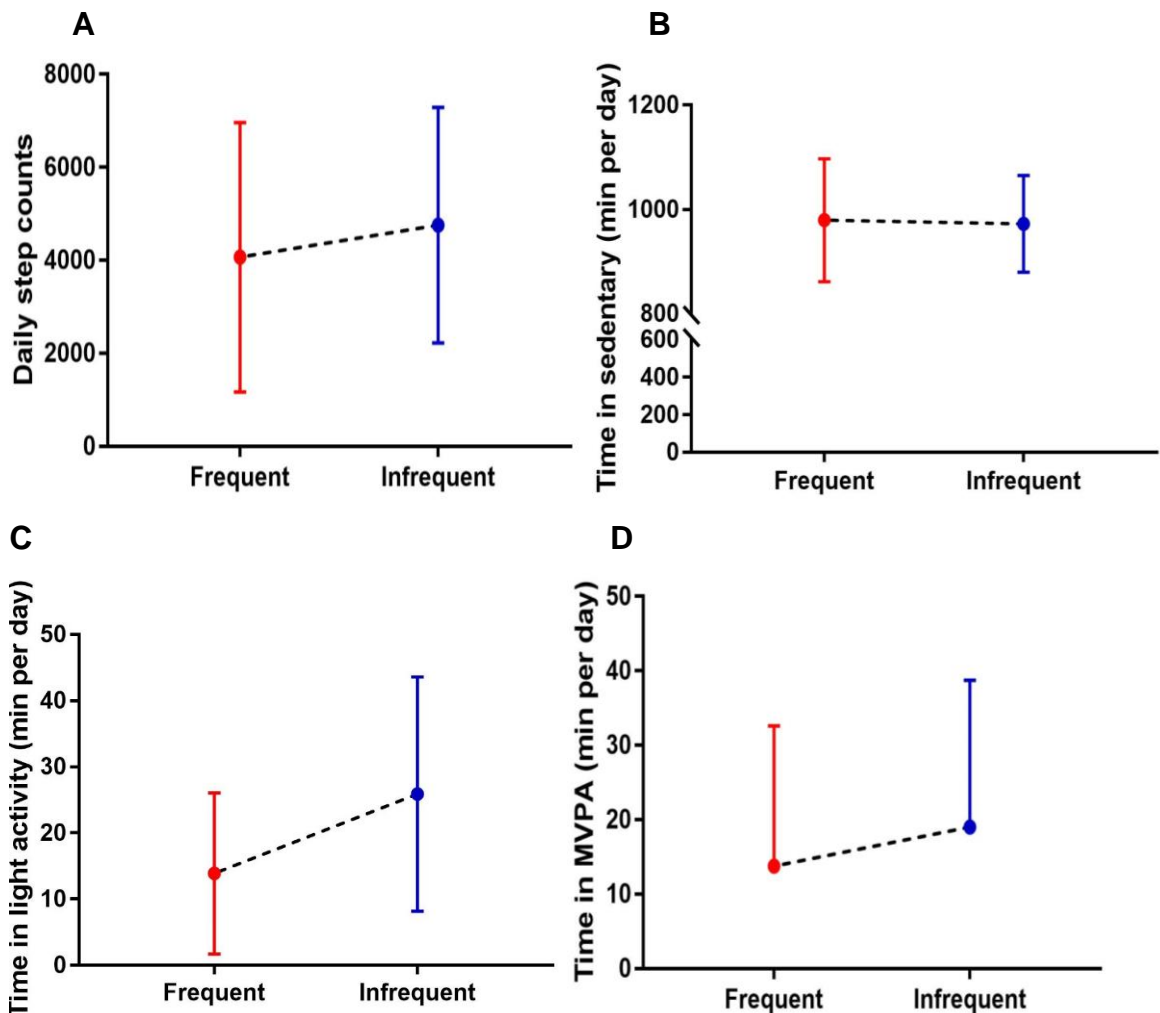 A
Daily step counts
8000
6000
4000
2000
0
Frequent
Infrequent
B
Time in sedentary (min per day)
1200
1000
800
600
400
200
0
Frequent
Infrequent
C
Time in light activity (min per day)
50
40
30
20
10
0
Frequent
Infrequent
D
Time in MVPA (min per day)
50
40
30
20
10
0
Frequent
Infrequent